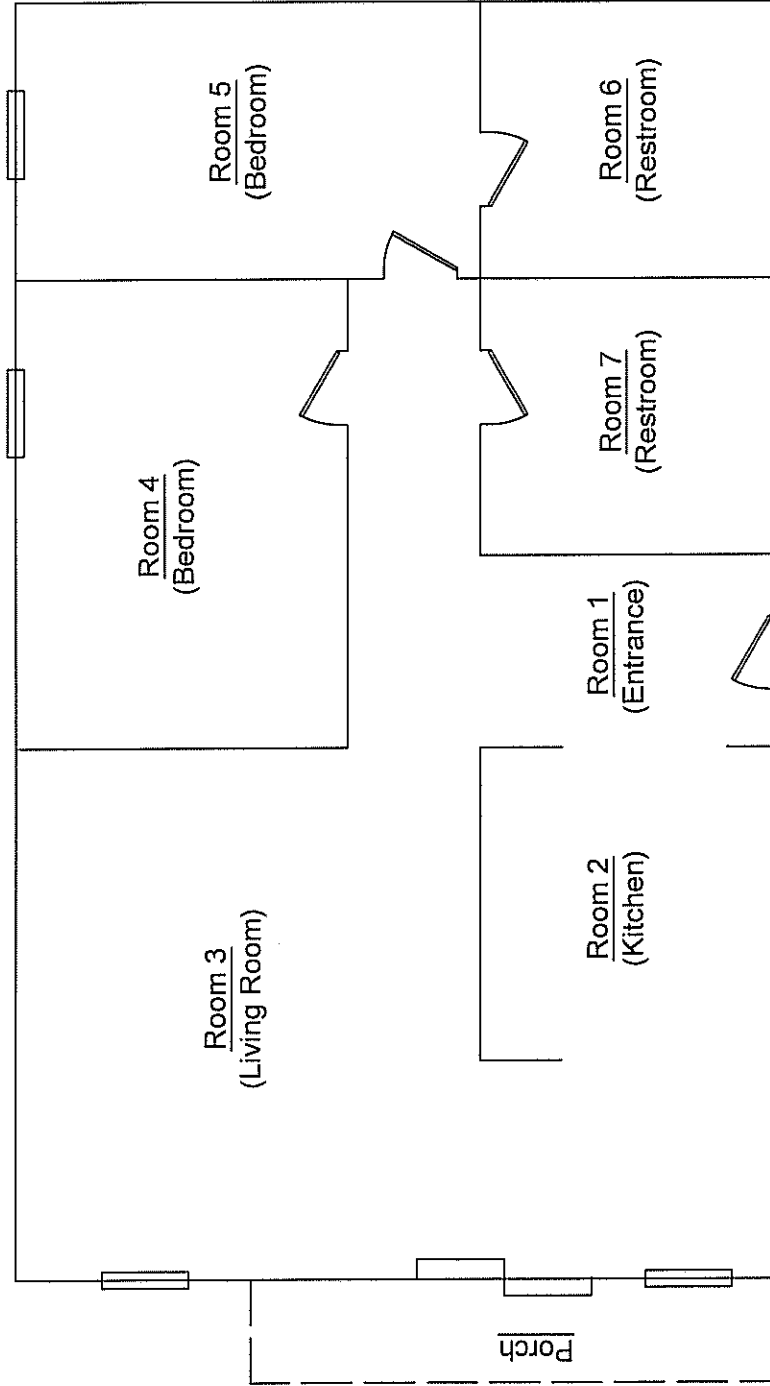 Room 5
(Bedroom)
Room 6
(Restroom)
Room 4
(Bedroom)
Room 7
(Restroom)
Room 1
(Entrance)
Room 3
(Living Room)
Room 2
(Kitchen)
Porch